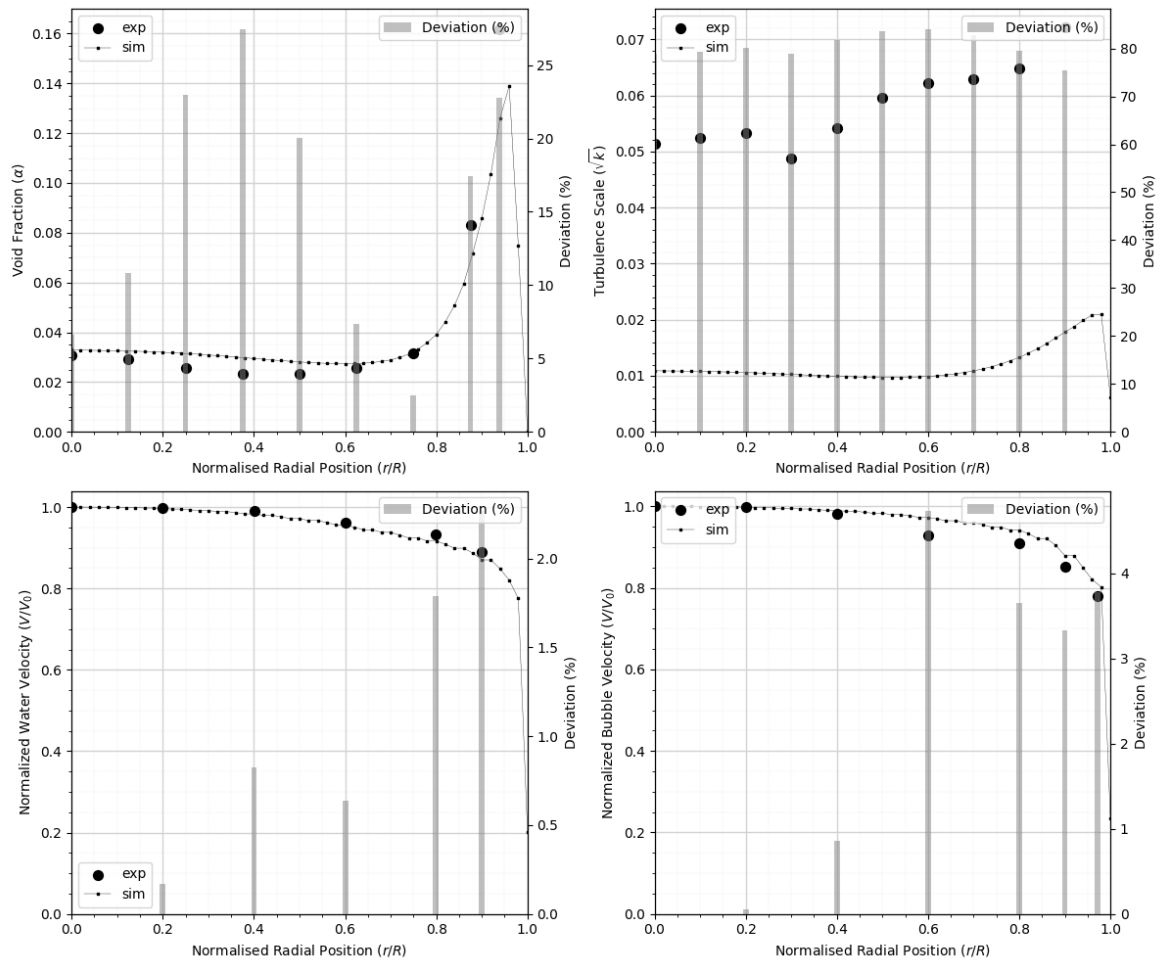 exp
sim
Deviation (%)
0.16
0.14
0.12
0.10
0.08
0.06
0.04
0.02
0.00
Void Fraction (α)
25
20
15
10
5
0
Deviation (%)
0.0 0.2 0.4 0.6 0.8 1.0
Normalised Radial Position (r/R)
exp
sim
Deviation (%)
0.07
0.06
0.05
0.04
0.03
0.02
0.01
0.00
Turbulence Scale (√k)
80
70
60
50
40
30
20
10
0
Deviation (%)
0.0 0.2 0.4 0.6 0.8 1.0
Normalised Radial Position (r/R)
Deviation (%)
exp
sim
1.0
0.8
0.6
0.4
0.2
0.0
Normalized Water Velocity (V/V₀)
2.0
1.5
1.0
0.5
0.0
Deviation (%)
0.0 0.2 0.4 0.6 0.8 1.0
Normalised Radial Position (r/R)
exp
sim
Deviation (%)
1.0
0.8
0.6
0.4
0.2
0.0
Normalized Bubble Velocity (V/V₀)
4
3
2
1
0
Deviation (%)
0.0 0.2 0.4 0.6 0.8 1.0
Normalised Radial Position (r/R)